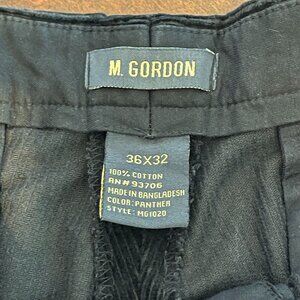 M. GORDON
36X32
100% COTTON
RN# 93706
MADE IN BANGLADESH
COLOR: PANTHER
STYLE: MG1020